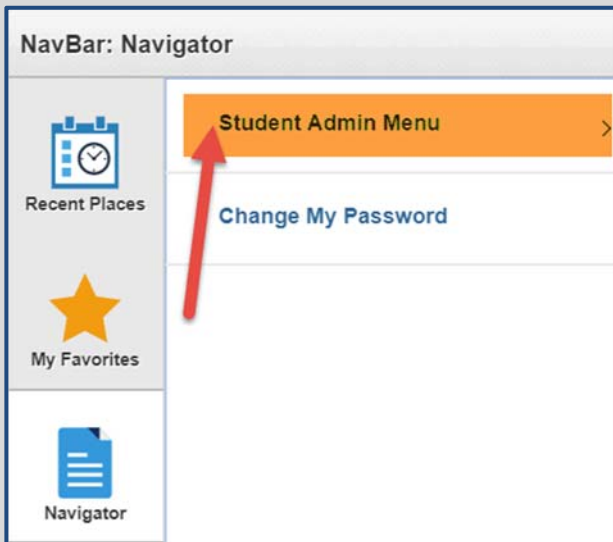 NavBar: Navigator
Recent Places
My Favorites
Navigator
Student Admin Menu
Change My Password